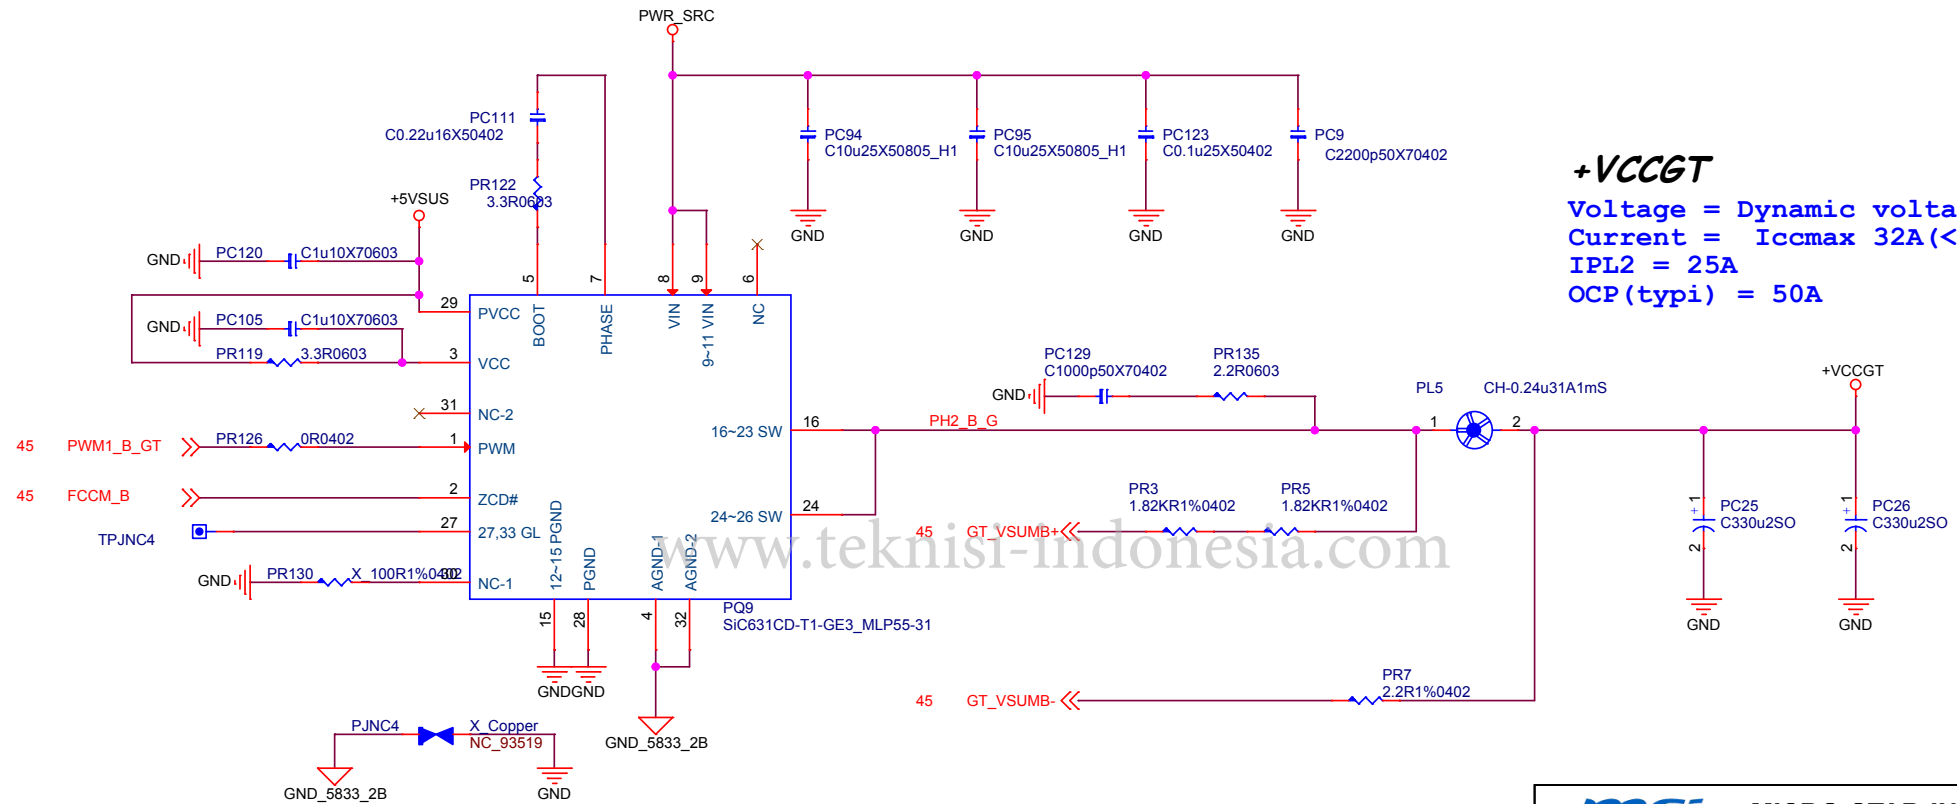 PWR_SRC
PC111
C0.22u16X50402
PC94
C10u25X50805_H1
PC95
C10u25X50805_H1
PC123
C0.1u25X50402
PC9
C2200p50X70402
PR122
3.3R0603
+5VSUS
GND
GND
GND
GND
+VCCGT
Voltage = Dynamic volta
Current =  Iccmax 32A(<
IPL2 = 25A
OCP(typi) = 50A
GND
PC120
C1u10X70603
GND
PC105
C1u10X70603
PR119
3.3R0603
5
7
8
9
6
29
PVCC
BOOT
PHASE
VIN
9~11 VIN
NC
3
VCC
31
NC-2
45
PWM1_B_GT
PR126
0R0402
1
PWM
45
FCCM_B
2
ZCD#
TPJNC4
27
27,33 GL
GND
PR130
X_100R1%0402
30
NC-1
12~15 PGND
PGND
AGND-1
AGND-2
16~23 SW
16
24~26 SW
24
15
28
4
32
PQ9
SiC631CD-T1-GE3_MLP55-31
PH2_B_G
GND
PC129
C1000p50X70402
PR135
2.2R0603
PL5
CH-0.24u31A1mS
1
2
+VCCGT
PR3
1.82KR1%0402
PR5
1.82KR1%0402
45
GT_VSUMB+
PC25
C330u2SO
+
1
2
PC26
C330u2SO
+
1
2
GND
GND
www.teknisi-indonesia.com
GND
GND
45
GT_VSUMB-
PR7
2.2R1%0402
PJNC4
X_Copper
NC_93519
GND_5833_2B
GND_5833_2B
GND